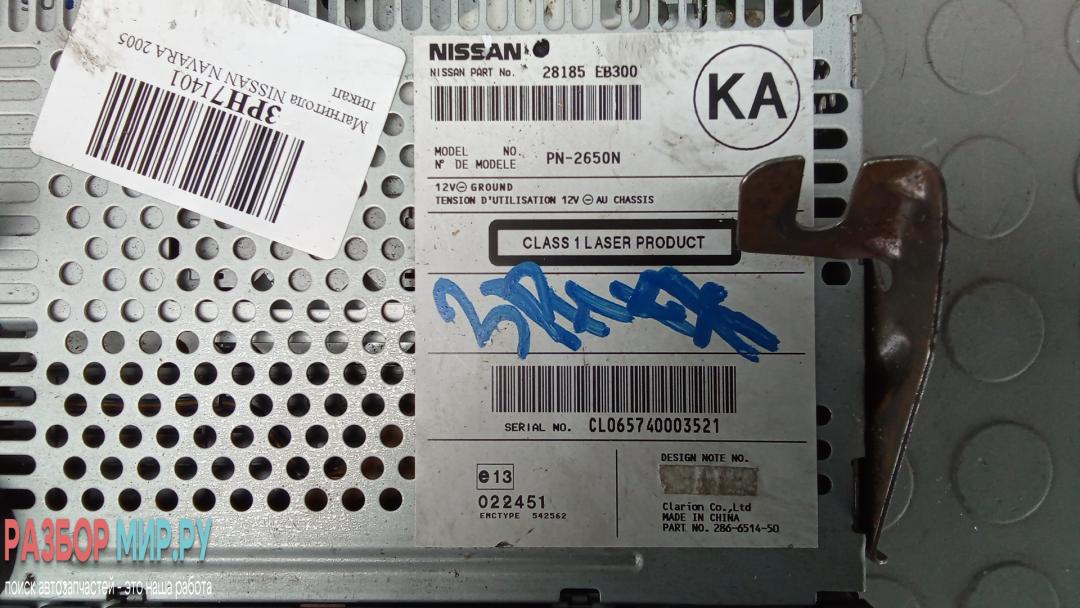 Магнитола NISSAN NAVARA 2005
пикап
3PH71401
NISSAN
NISSAN PART No. 28185 EB300
KA
MODEL NO.
N° DE MODELE PN-2650N
12V⊖ GROUND
TENSION D'UTILISATION 12V ⊖ AU CHASSIS
CLASS 1 LASER PRODUCT
SERIAL NO. CL065740003521
e13
022451
EMCTYPE 542562
DESIGN NOTE NO.
Clarion Co.,Ltd
MADE IN CHINA
PART NO. 286-6514-50
РАЗБОР МИР.РУ
поиск автозапчастей - это наша работа